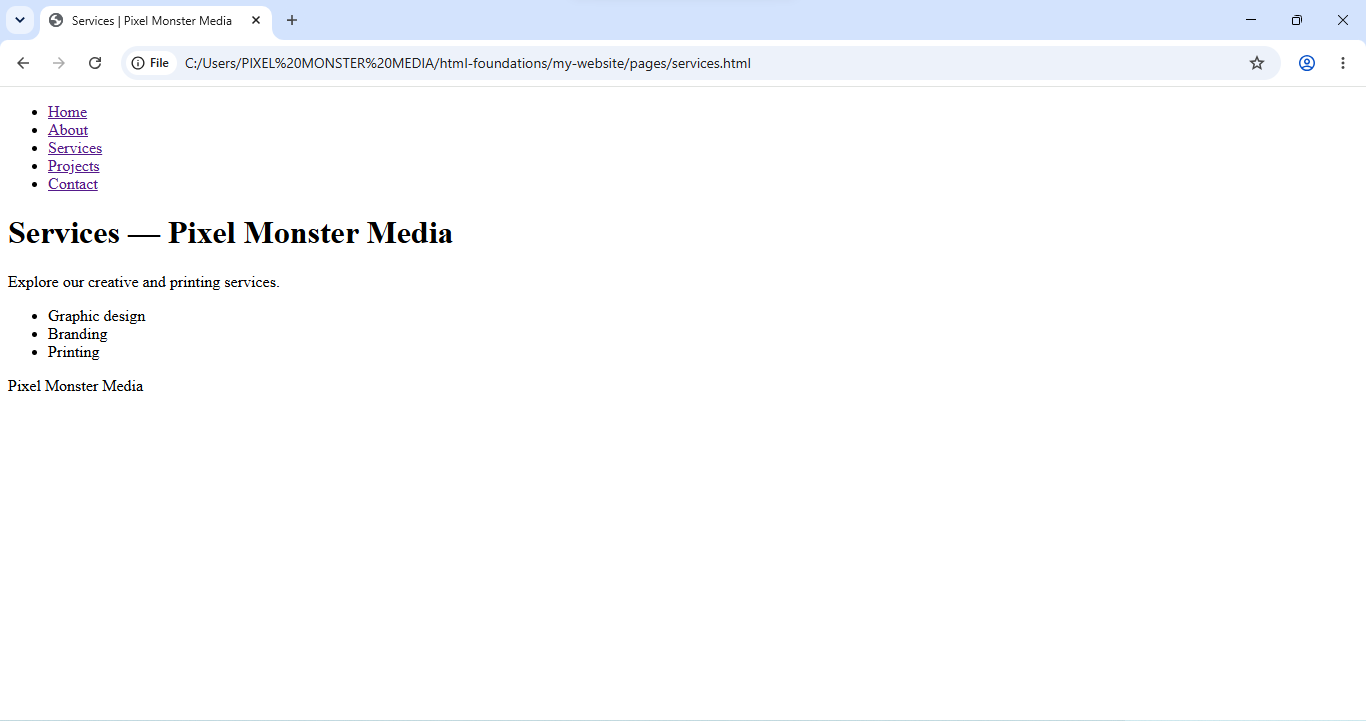 Services | Pixel Monster Media
File
C:/Users/PIXEL%20MONSTER%20MEDIA/html-foundations/my-website/pages/services.html
Home
About
Services
Projects
Contact
Services — Pixel Monster Media
Explore our creative and printing services.
Graphic design
Branding
Printing
Pixel Monster Media